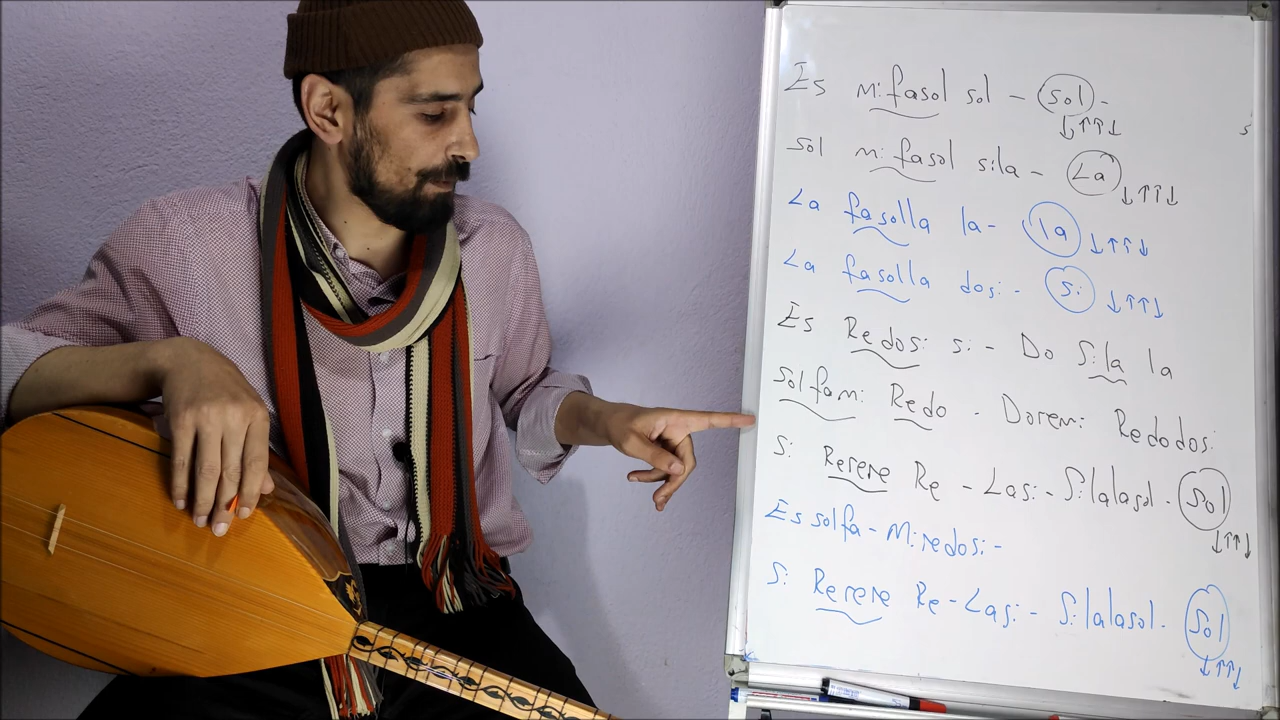 Es mifasol sol - sol -
↓↑↑↓
sol mifasol sila - La ↓↑↑↓
La fasolla la - la ↓↑↑↓
La fasolla dosi - si ↓↑↑↓
Es Redosi si - Do Sila la
solfami Redo - Doremi Redodosi
si Rerere Re - Lasi - Silalasol - sol
↓↑↑↓
Es solfa - Miredosi -
si Rerere Re - Lasi - Silalasol - sol
↓↑↑↓